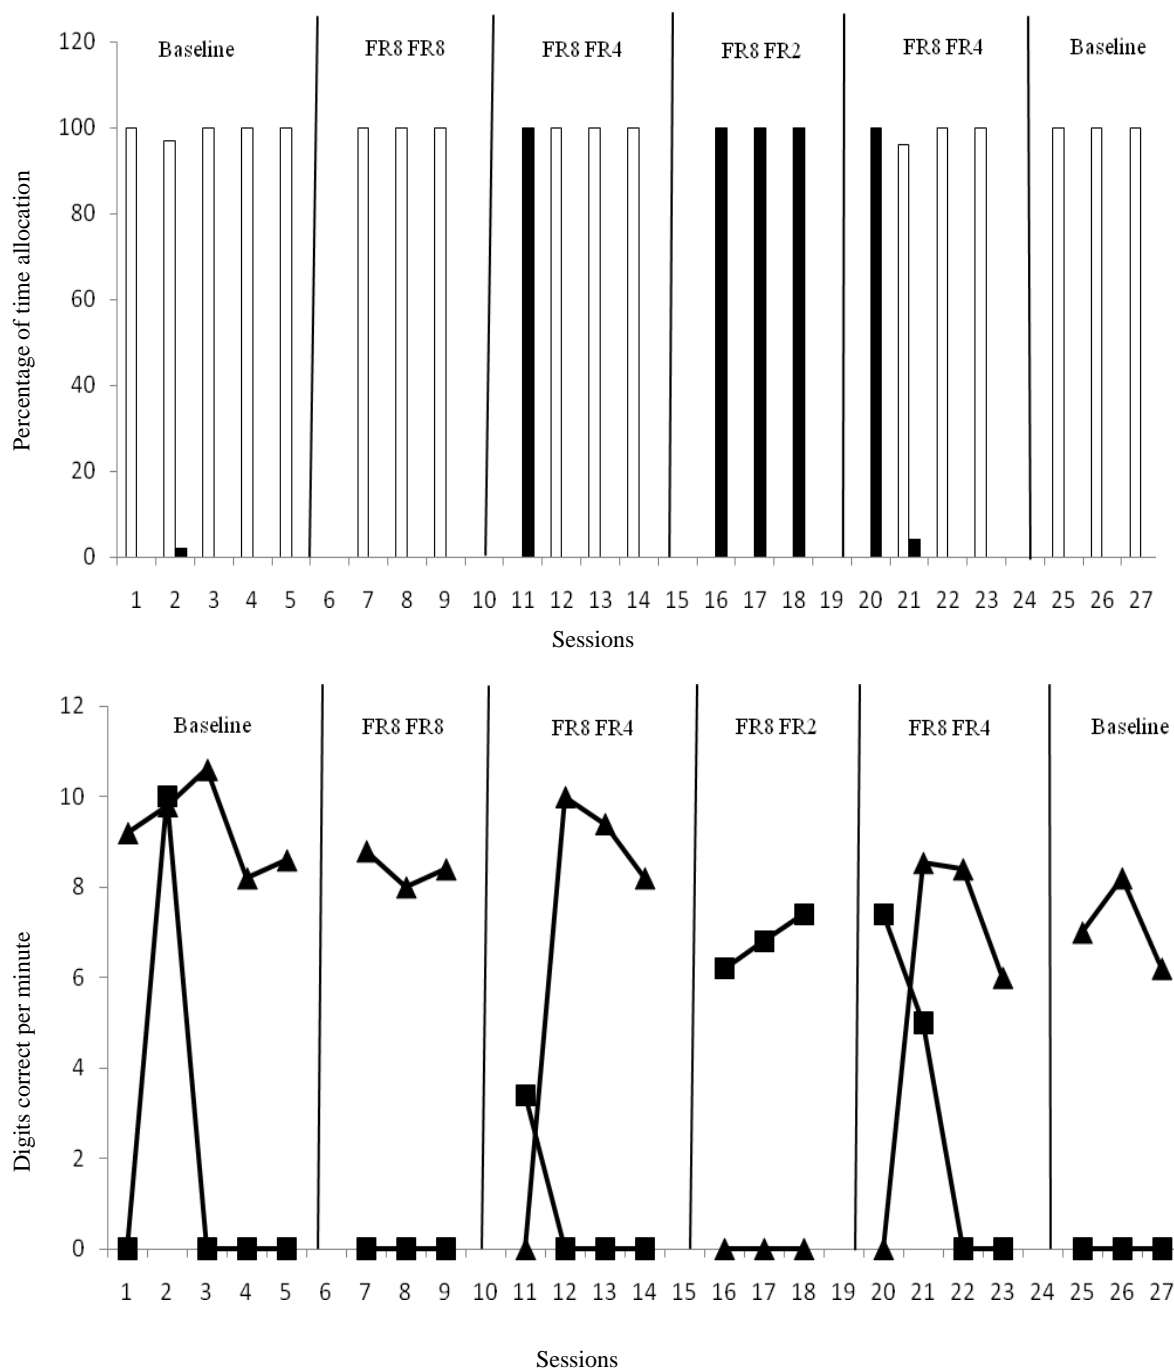 Baseline FR8 FR8 FR8 FR4 FR8 FR2 FR8 FR4 Baseline
120
100
80
60
40
20
0
Percentage of time allocation
1 2 3 4 5 6 7 8 9 10 11 12 13 14 15 16 17 18 19 20 21 22 23 24 25 26 27
Sessions
Baseline FR8 FR8 FR8 FR4 FR8 FR2 FR8 FR4 Baseline
12
10
8
6
4
2
0
Digits correct per minute
1 2 3 4 5 6 7 8 9 10 11 12 13 14 15 16 17 18 19 20 21 22 23 24 25 26 27
Sessions